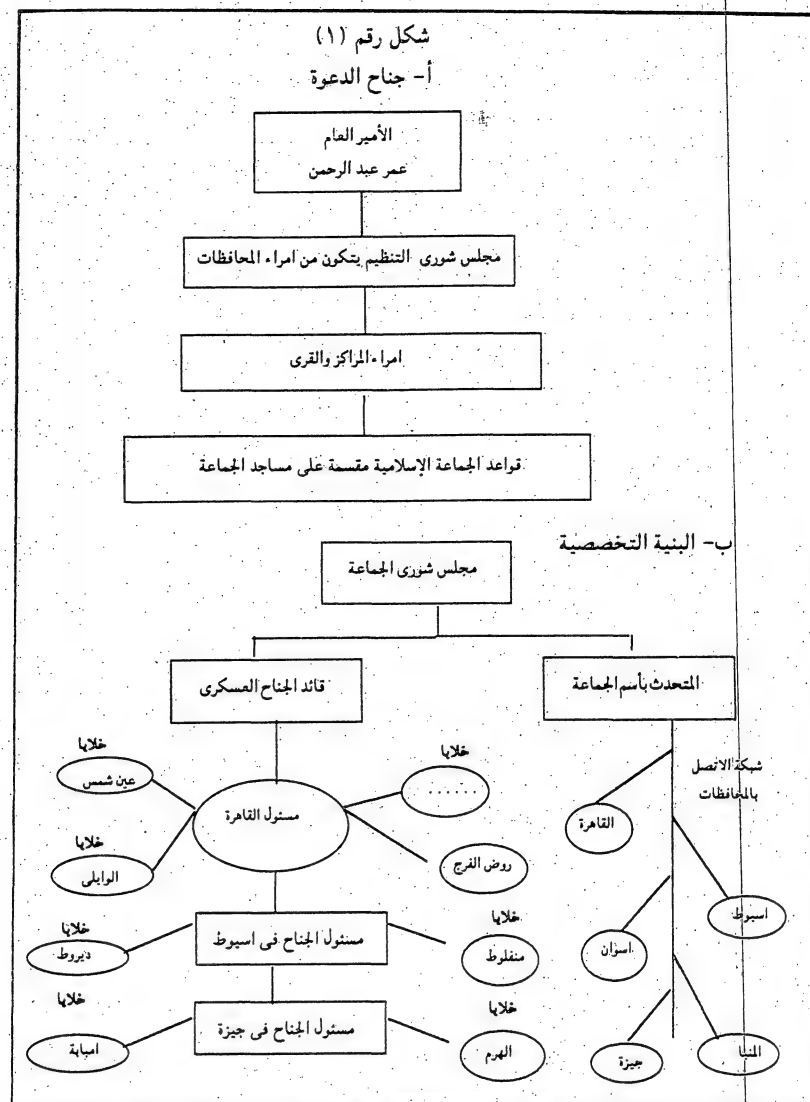 شكل رقم (١)
أ- جناح الدعوة
الأمير العام
عمر عبد الرحمن
مجلس شورى التنظيم يتكون من امراء المحافظات
امراء المراكز والقرى
قواعد الجماعة الإسلامية مقسمة على مساجد الجماعة
ب- البنية التخصصية
مجلس شورى الجماعة
المتحدث بأسم الجماعة
قائد الجناح العسكرى
شبكة الاتصل
بالمحافظات
القاهرة
اسيوط
اسوان
المنيا
جيزة
خلايا
......
خلايا
عين شمس
مسئول القاهرة
روض الفرج
خلايا
الوايلى
مسئول الجناح فى اسيوط
خلايا
منفلوط
خلايا
ديروط
مسئول الجناح فى جيزة
خلايا
الهرم
خلايا
امبابة